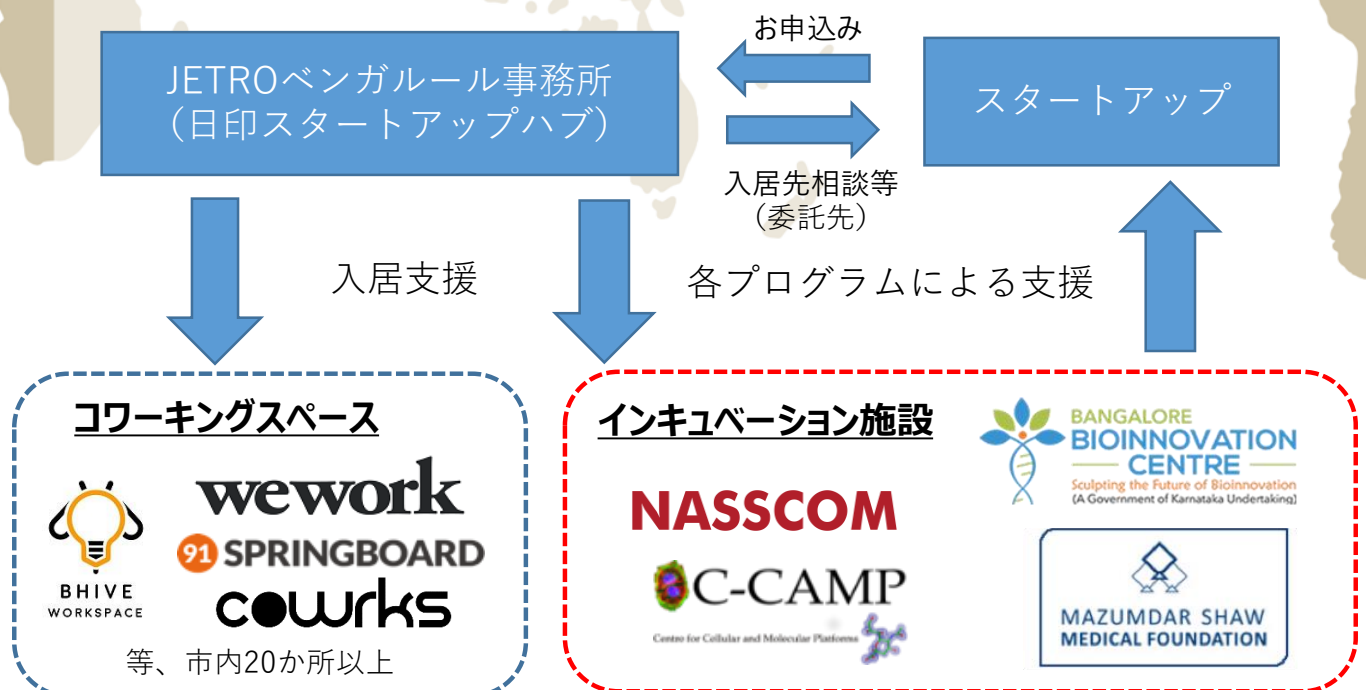 お申込み
JETROベンガルール事務所
（日印スタートアップハブ）
スタートアップ
入居先相談等
（委託先）
入居支援
各プログラムによる支援
コワーキングスペース
BHIVE
WORKSPACE
wework
91 SPRINGBOARD
cowrks
等、市内20か所以上
インキュベーション施設
NASSCOM
C-CAMP
Centre for Cellular and Molecular Platforms
BANGALORE
BIOINNOVATION
CENTRE
Sculpting the Future of Bioinnovation
(A Government of Karnataka Undertaking)
MAZUMDAR SHAW
MEDICAL FOUNDATION